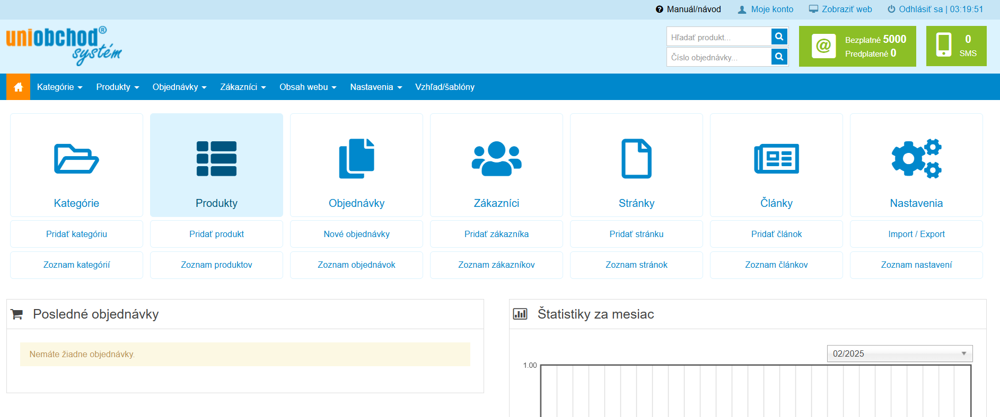 Manuál/návod Moje konto Zobraziť web Odhlásiť sa | 03:19:51
uniobchod®
systém
Hľadať produkt...
Číslo objednávky...
@ Bezplatné 5000
Predplatené 0
0
SMS
Kategórie Produkty Objednávky Zákazníci Obsah webu Nastavenia Vzhľad/šablóny
Kategórie Produkty Objednávky Zákazníci Stránky Články Nastavenia
Pridať kategóriu Pridať produkt Nové objednávky Pridať zákazníka Pridať stránku Pridať článok Import / Export
Zoznam kategórií Zoznam produktov Zoznam objednávok Zoznam zákazníkov Zoznam stránok Zoznam článkov Zoznam nastavení
Posledné objednávky
Nemáte žiadne objednávky.
Štatistiky za mesiac
02/2025
1.00